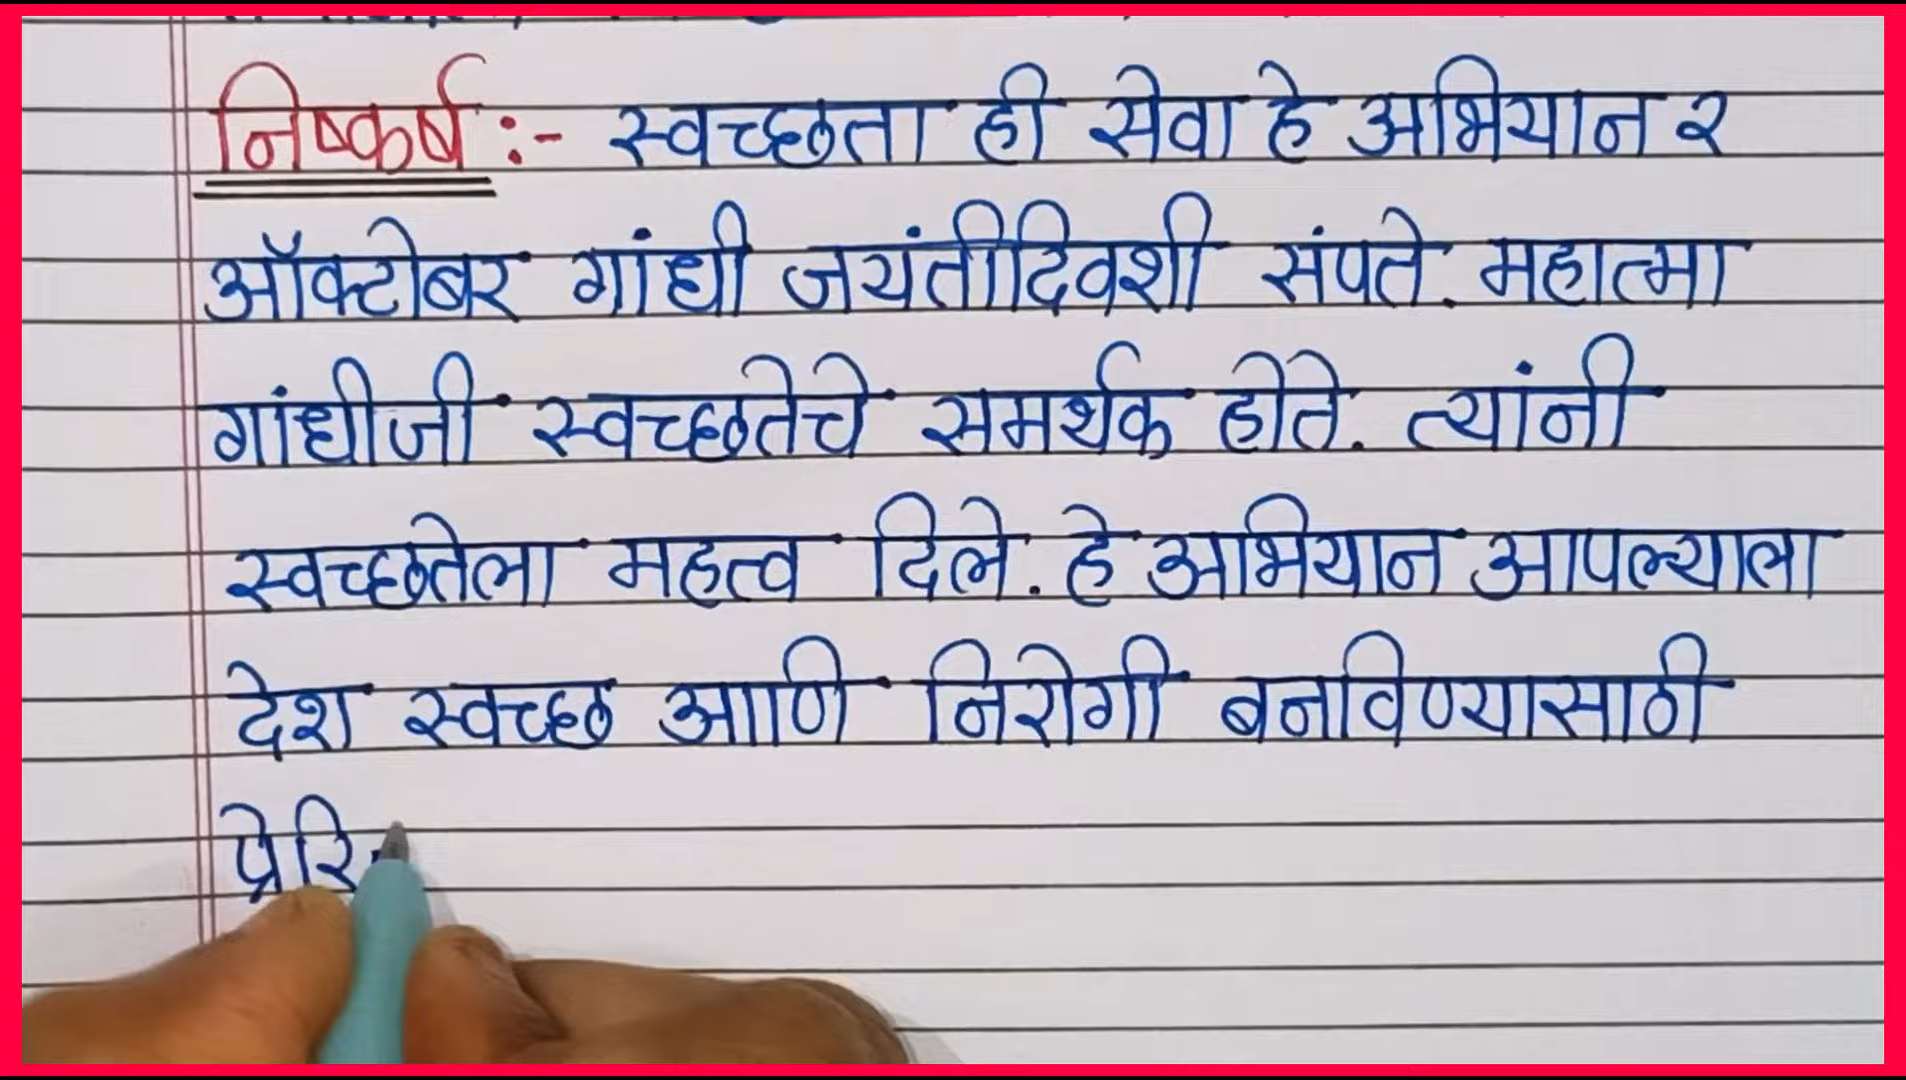 निष्कर्ष :- स्वच्छता ही सेवा हे अभियान २
ऑक्टोबर गांधी जयंतीदिवशी संपते. महात्मा
गांधीजी स्वच्छतेचे समर्थक होते. त्यांनी
स्वच्छतेला महत्व दिले. हे अभियान आपल्याला
देश स्वच्छ आणि निरोगी बनविण्यासाठी
प्रेरि